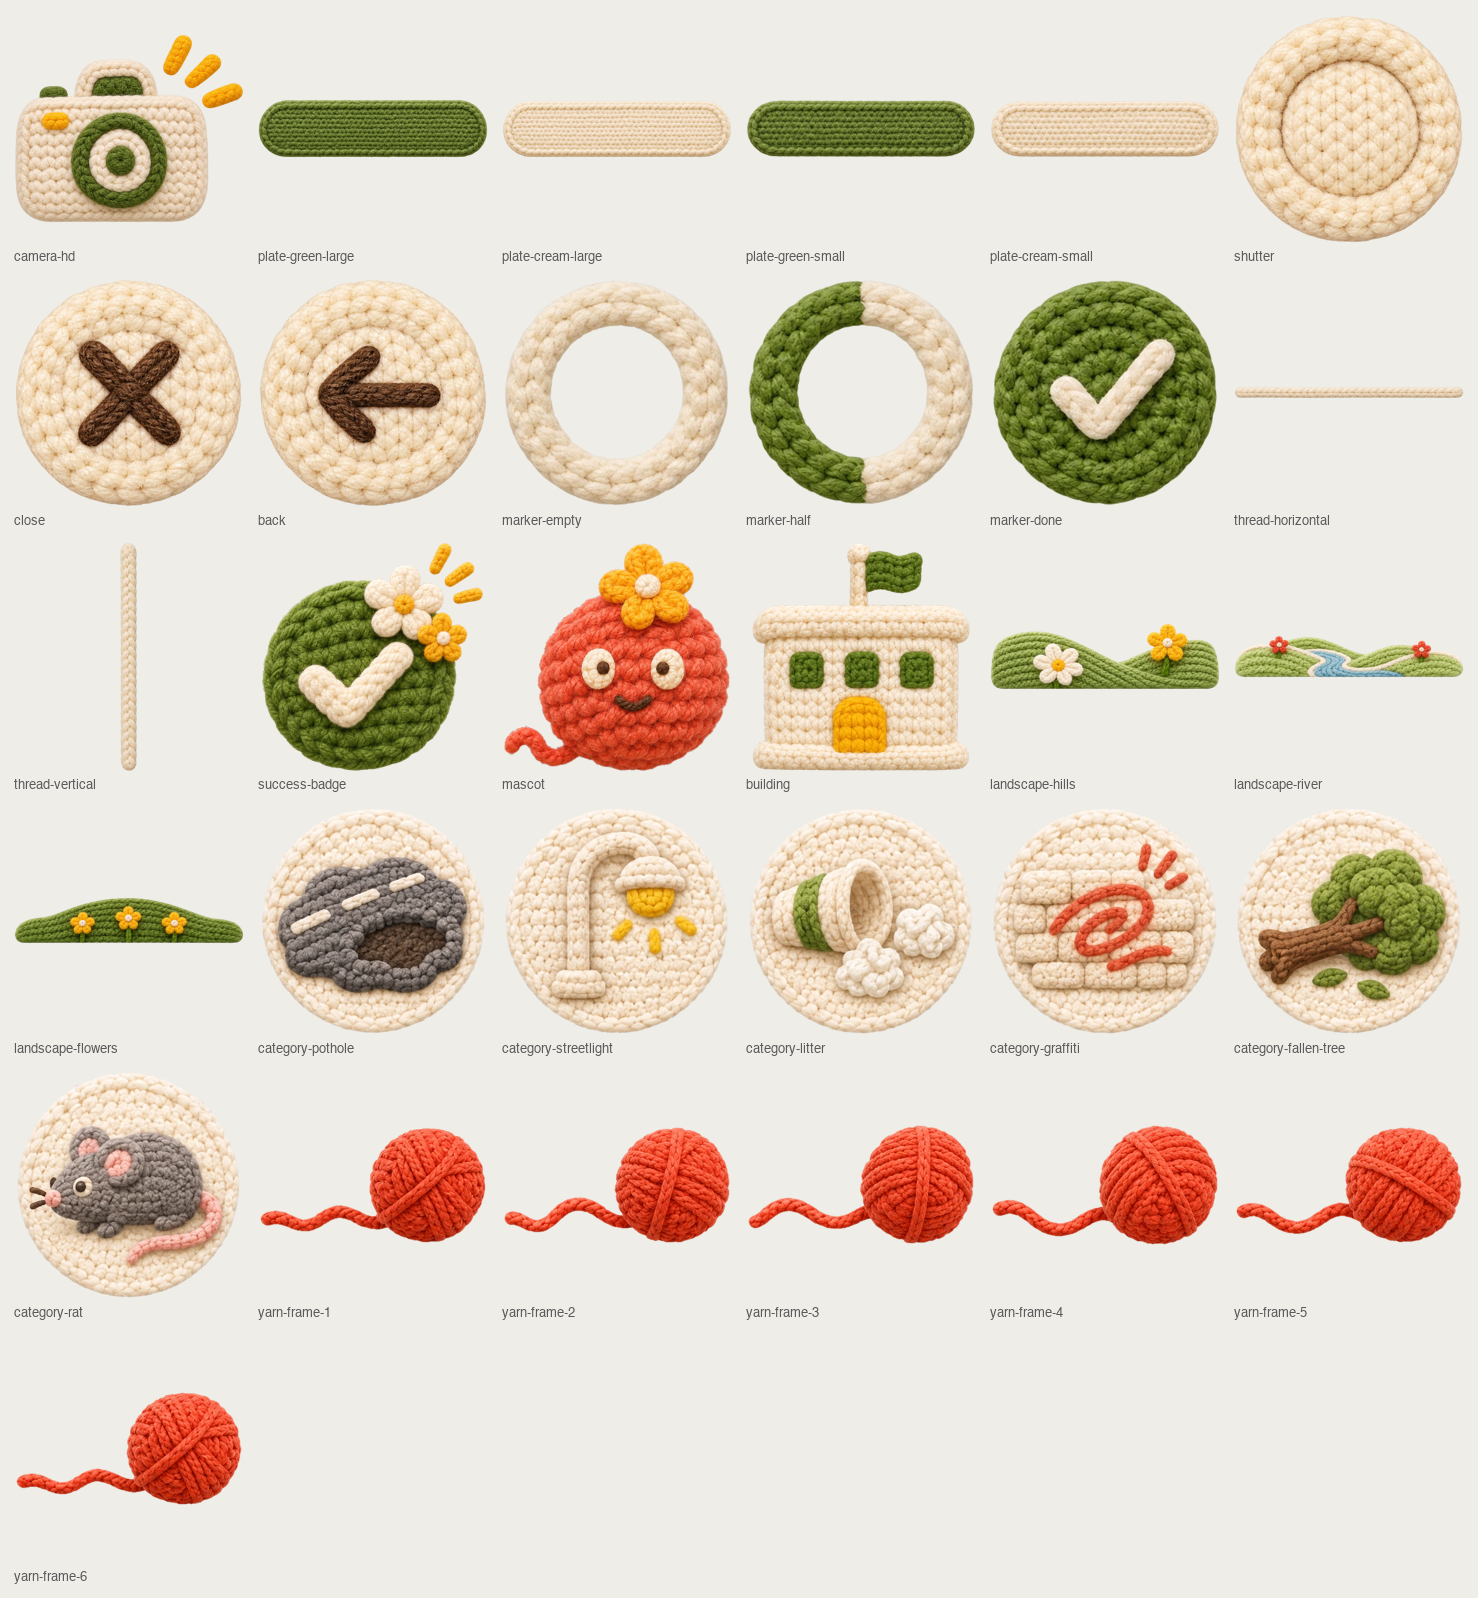 camera-hd
plate-green-large
plate-cream-large
plate-green-small
plate-cream-small
shutter
close
back
marker-empty
marker-half
marker-done
thread-horizontal
thread-vertical
success-badge
mascot
building
landscape-hills
landscape-river
landscape-flowers
category-pothole
category-streetlight
category-litter
category-graffiti
category-fallen-tree
category-rat
yarn-frame-1
yarn-frame-2
yarn-frame-3
yarn-frame-4
yarn-frame-5
yarn-frame-6